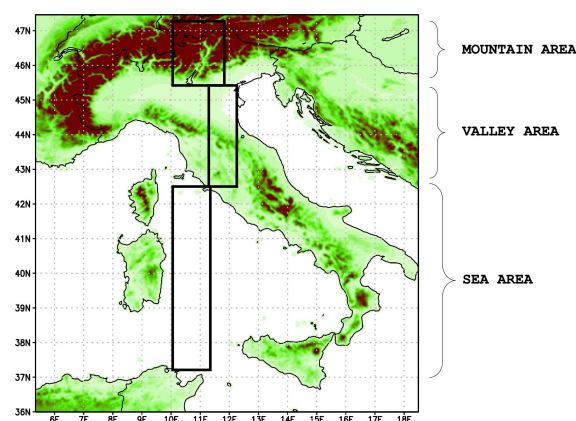 47N
MOUNTAIN AREA
46N
45N
VALLEY AREA
44N
43N
42N
41N
40N
SEA AREA
39N
38N
37N
36N
6E 7E 8E 9E 10E 11E 12E 13E 14E 15E 16E 17E 18E